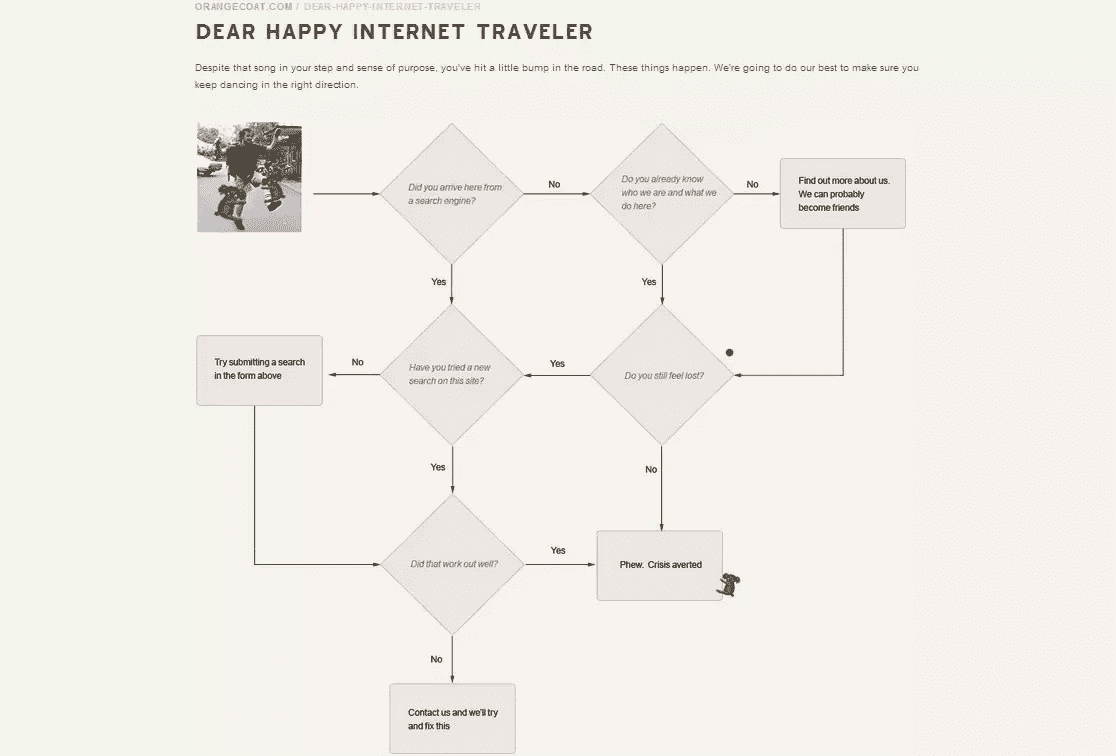 ORANGECOAT.COM / DEAR-HAPPY-INTERNET-TRAVELER
DEAR HAPPY INTERNET TRAVELER
Despite that song in your step and sense of purpose, you've hit a little bump in the road. These things happen. We're going to do our best to make sure you
keep dancing in the right direction.
Did you arrive here from
a search engine?
No
Do you already know
who we are and what we
do here?
No
Find out more about us.
We can probably
become friends
Yes
Yes
Try submitting a search
in the form above
No
Have you tried a new
search on this site?
Yes
Do you still feel lost?
Yes
No
Did that work out well?
Yes
Phew. Crisis averted
No
Contact us and we'll try
and fix this